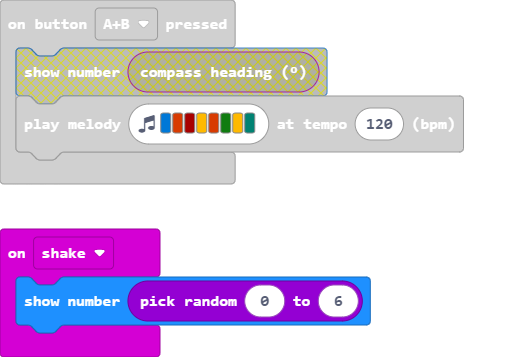 on button A+B pressed
show number compass heading (º)
play melody at tempo 120 (bpm)
on shake
show number pick random 0 to 6